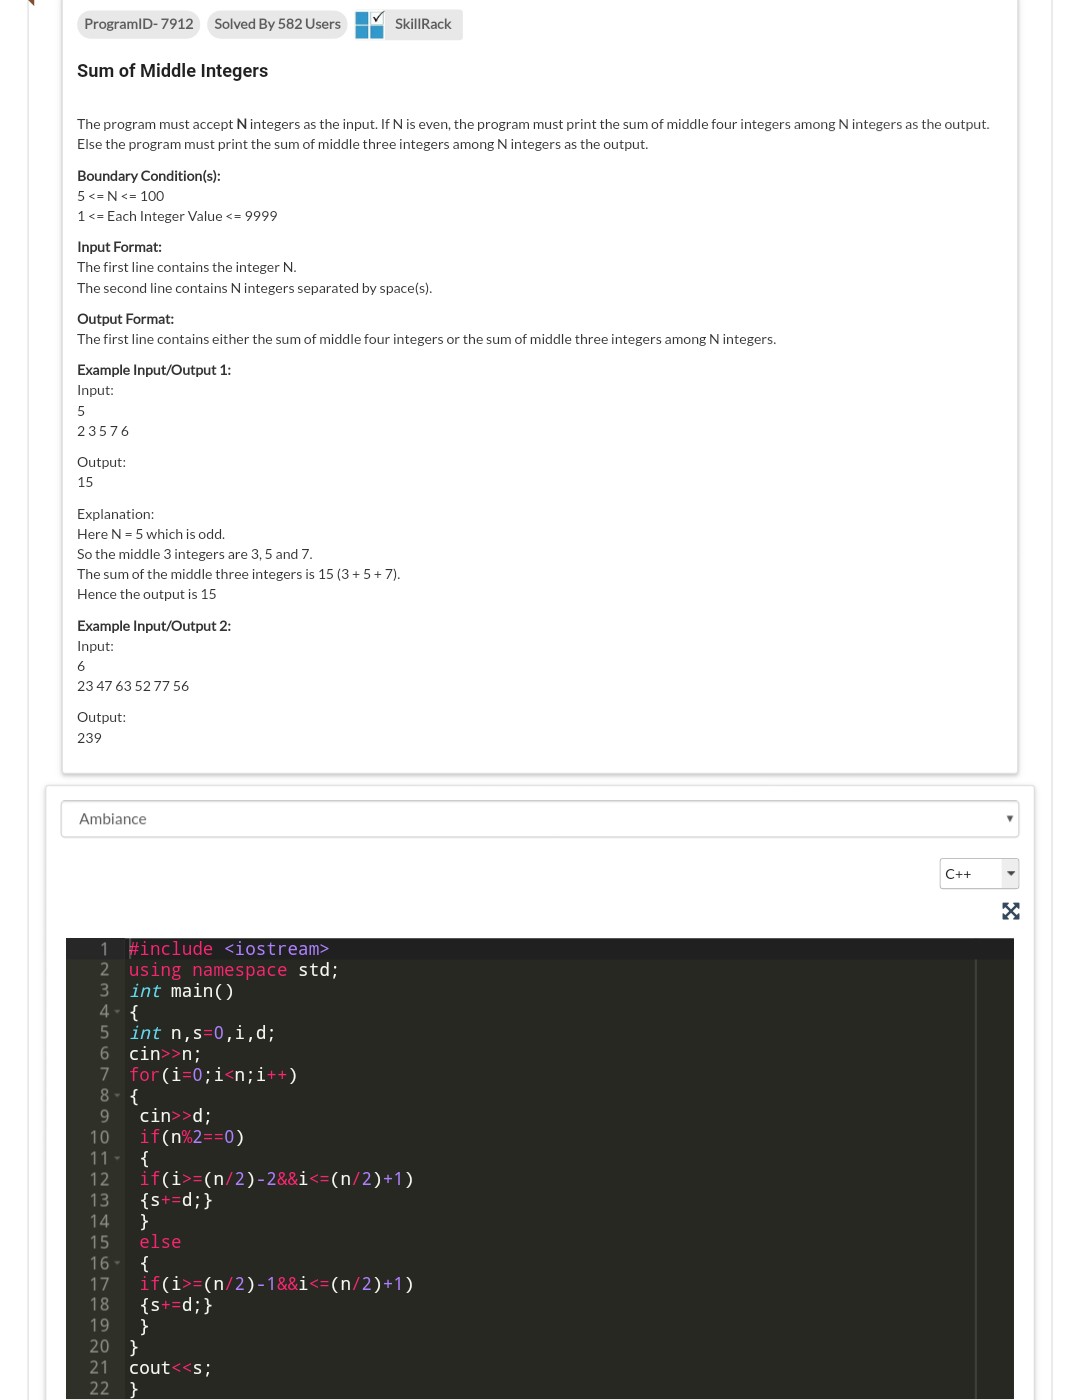 ProgramID- 7912 Solved By 582 Users SkillRack
Sum of Middle Integers
The program must accept N integers as the input. If N is even, the program must print the sum of middle four integers among N integers as the output.
Else the program must print the sum of middle three integers among N integers as the output.
Boundary Condition(s):
5 <= N <= 100
1 <= Each Integer Value <= 9999
Input Format:
The first line contains the integer N.
The second line contains N integers separated by space(s).
Output Format:
The first line contains either the sum of middle four integers or the sum of middle three integers among N integers.
Example Input/Output 1:
Input:
5
2 3 5 7 6
Output:
15
Explanation:
Here N = 5 which is odd.
So the middle 3 integers are 3, 5 and 7.
The sum of the middle three integers is 15 (3 + 5 + 7).
Hence the output is 15
Example Input/Output 2:
Input:
6
23 47 63 52 77 56
Output:
239
Ambiance
C++
1 #include <iostream>
2 using namespace std;
3 int main()
4 {
5 int n,s=0,i,d;
6 cin>>n;
7 for(i=0;i<n;i++)
8 {
9 cin>>d;
10 if(n%2==0)
11 {
12 if(i>=(n/2)-2&&i<=(n/2)+1)
13 {s+=d;}
14 }
15 else
16 {
17 if(i>=(n/2)-1&&i<=(n/2)+1)
18 {s+=d;}
19 }
20 }
21 cout<<s;
22 }